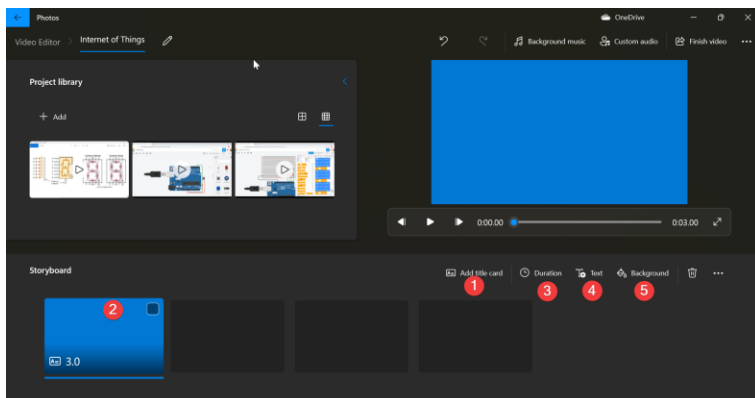 Photos
OneDrive
Video Editor > Internet of Things
Background music
Custom audio
Finish video
Project library
+ Add
0:00.00
0:03.00
Storyboard
Add title card
Duration
Text
Background
1
3
4
5
2
3.0